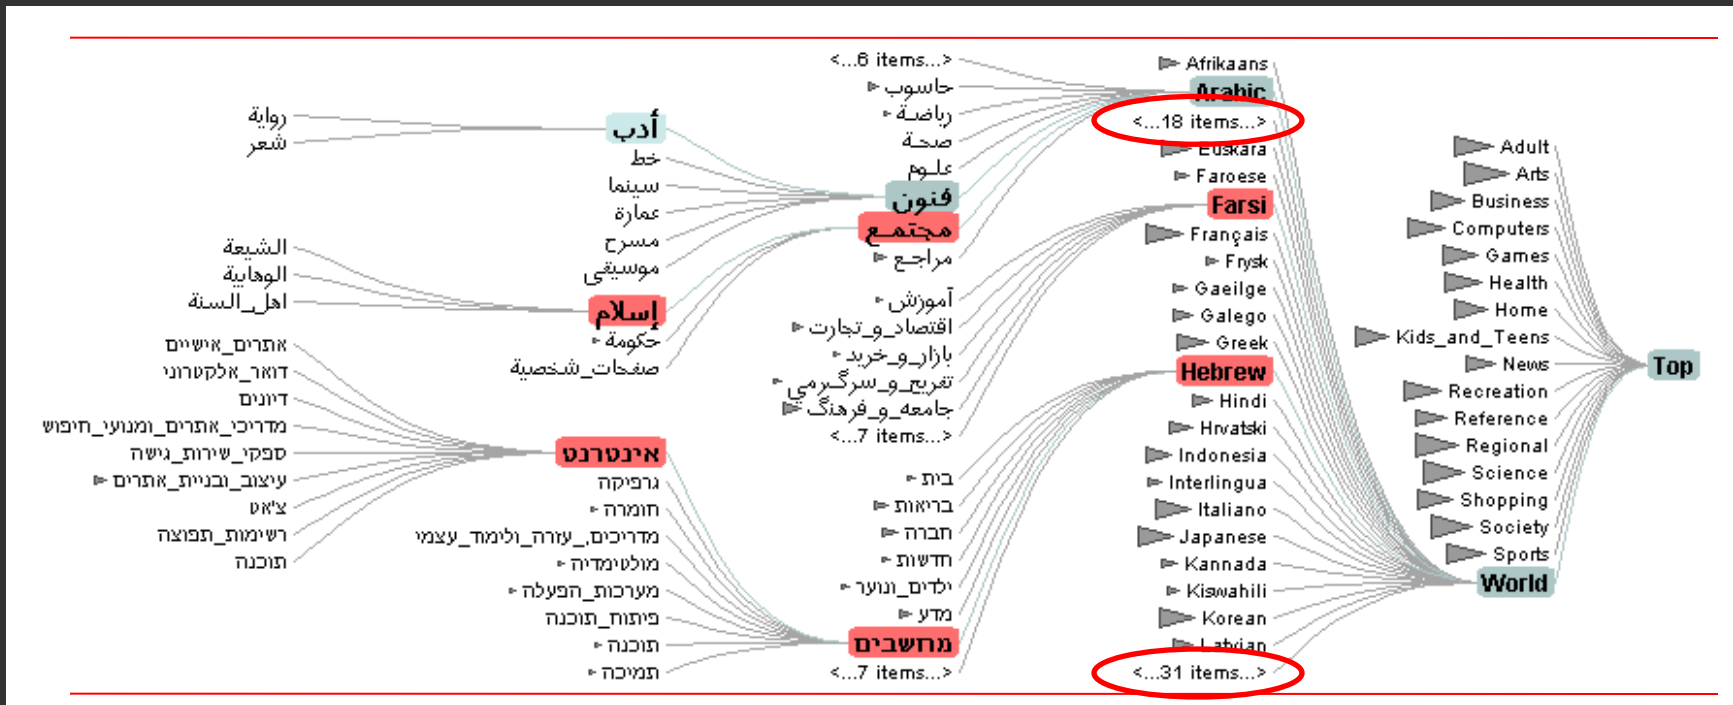 Top
Adult
Arts
Business
Computers
Games
Health
Home
Kids_and_Teens
News
Recreation
Reference
Regional
Science
Shopping
Society
Sports
World
Afrikaans
Arabic
<...18 items...>
Euskara
Faroese
Farsi
Français
Frysk
Gaeilge
Galego
Greek
Hebrew
Hindi
Hrvatski
Indonesia
Interlingua
Italiano
Japanese
Kannada
Kiswahili
Korean
Latvian
<...31 items...>
<...6 items...>
حاسوب
رياضة
صحة
علوم
فنون
مجتمع
مراجع
آموزش
اقتصاد_و_تجارت
بازار_و_خرید
تفریح_و_سرگرمي
جامعه_و_فرهنگ
<...7 items...>
בית
בריאות
חברה
חדשות
ילדים_ונוער
מדע
מחשבים
<...7 items...>
أدب
خط
سينما
عمارة
مسرح
موسيقى
إسلام
حكومة
صفحات_شخصية
אינטרנט
גרפיקה
חומרה
מדריכים,_עזרה_ולימוד_עצמי
מולטימדיה
מערכות_הפעלה
פיתוח_תוכנה
תוכנה
תמיכה
رواية
شعر
الشيعة
الوهابية
اهل_السنة
אתרים_אישיים
דואר_אלקטרוני
דיונים
מדריכי_אתרים_ומנועי_חיפוש
ספקי_שירות_גישה
עיצוב_ובניית_אתרים
צ'אט
רשימות_תפוצה
תוכנה